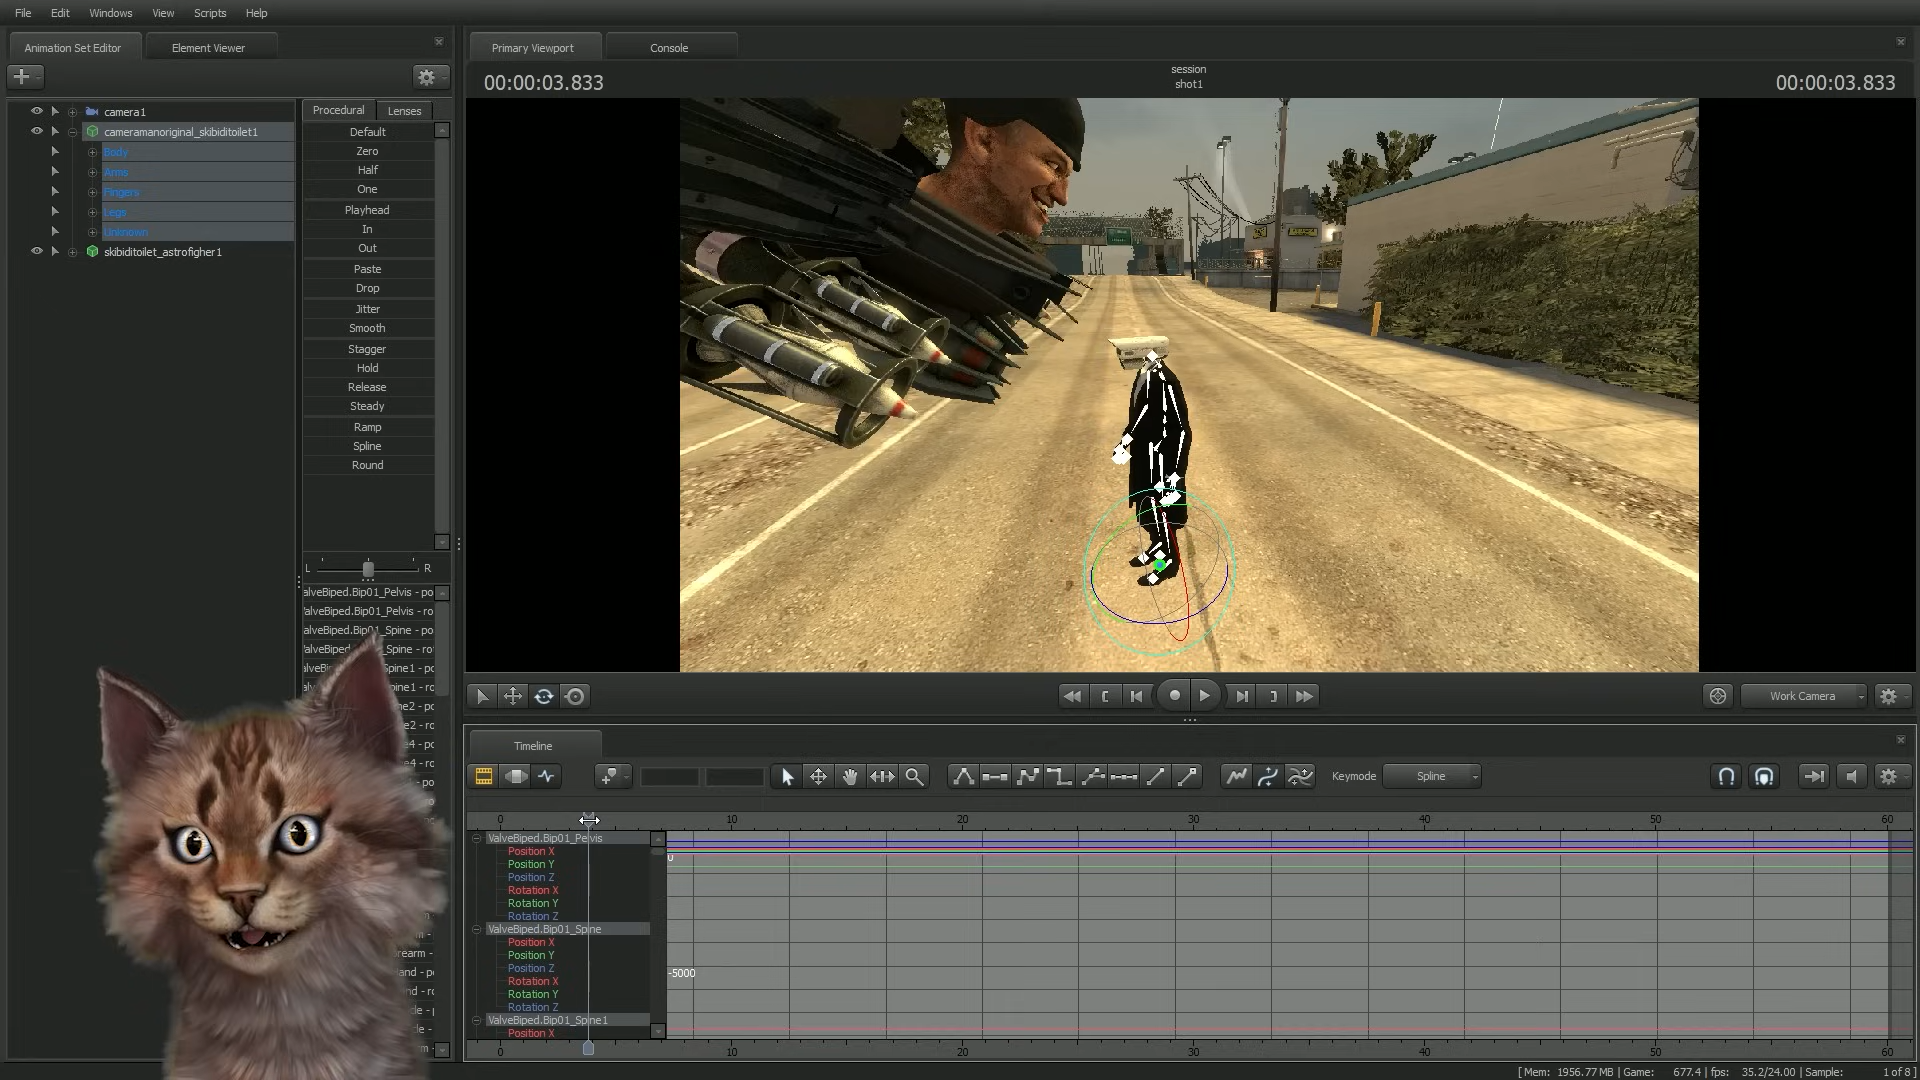 File Edit Windows View Scripts Help
Animation Set Editor Element Viewer
Primary Viewport Console
00:00:03.833
session
shot1
00:00:03.833
camera1
cameramanoriginal_skibiditoilet1
Body
Arms
Fingers
Legs
Unknown
skibiditoilet_astrofigher1
Procedural Lenses
Default
Zero
Half
One
Playhead
In
Out
Paste
Drop
Jitter
Smooth
Stagger
Hold
Release
Steady
Ramp
Spline
Round
L R
alveBiped.Bip01_Pelvis - po
alveBiped.Bip01_Pelvis - ro
alveBiped.Bip01_Spine - po
Spine - ro
Spine1 - po
Work Camera
Timeline
Keymode Spline
0 10 20 30 40 50 60
ValveBiped.Bip01_Pelvis
Position X
Position Y
Position Z
Rotation X
Rotation Y
Rotation Z
ValveBiped.Bip01_Spine
Position X
Position Y
Position Z
Rotation X
Rotation Y
Rotation Z
ValveBiped.Bip01_Spine1
Position X
0
-5000
0 10 20 30 40 50 60
[ Mem: 1956.77 MB | Game: 677.4 | fps: 35.2/24.00 | Sample: 1 of 8 ]